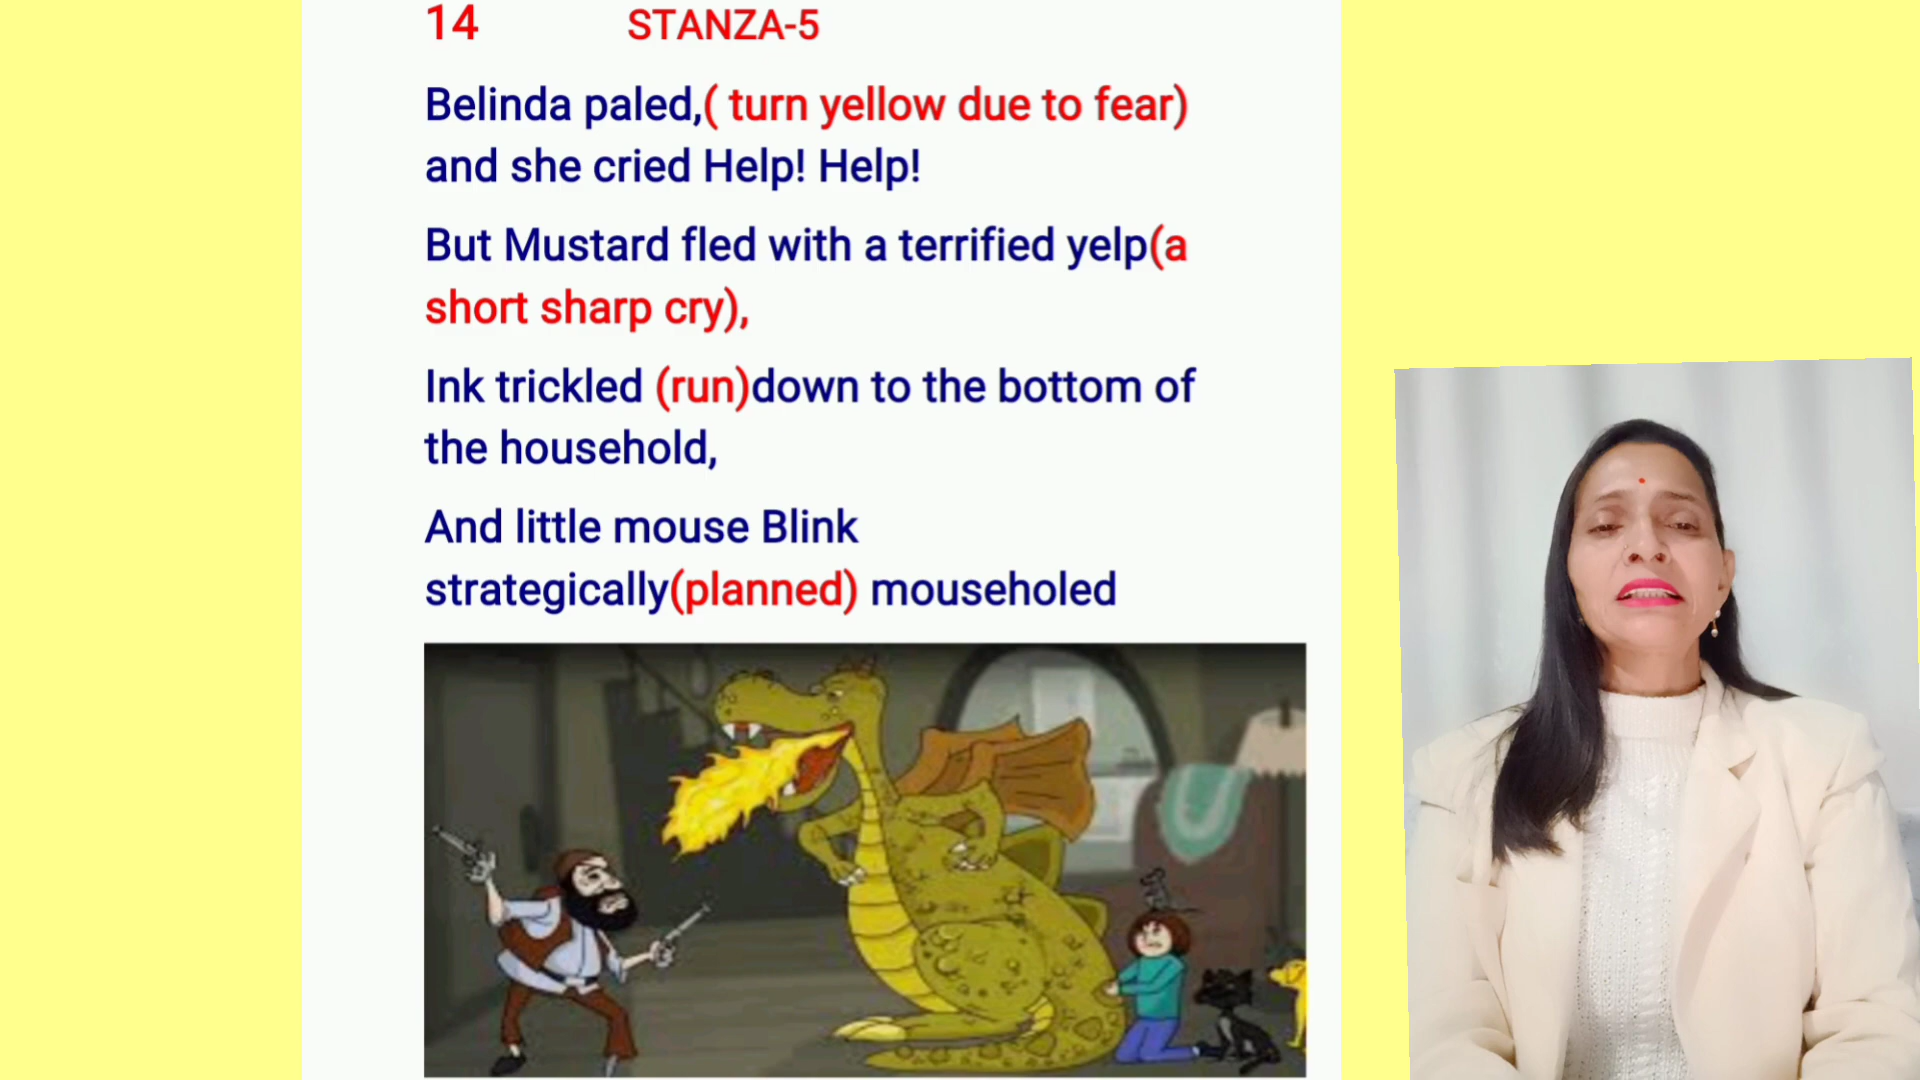 14 STANZA-5
Belinda paled,( turn yellow due to fear)
and she cried Help! Help!
But Mustard fled with a terrified yelp(a
short sharp cry),
Ink trickled (run)down to the bottom of
the household,
And little mouse Blink
strategically(planned) mouseholed